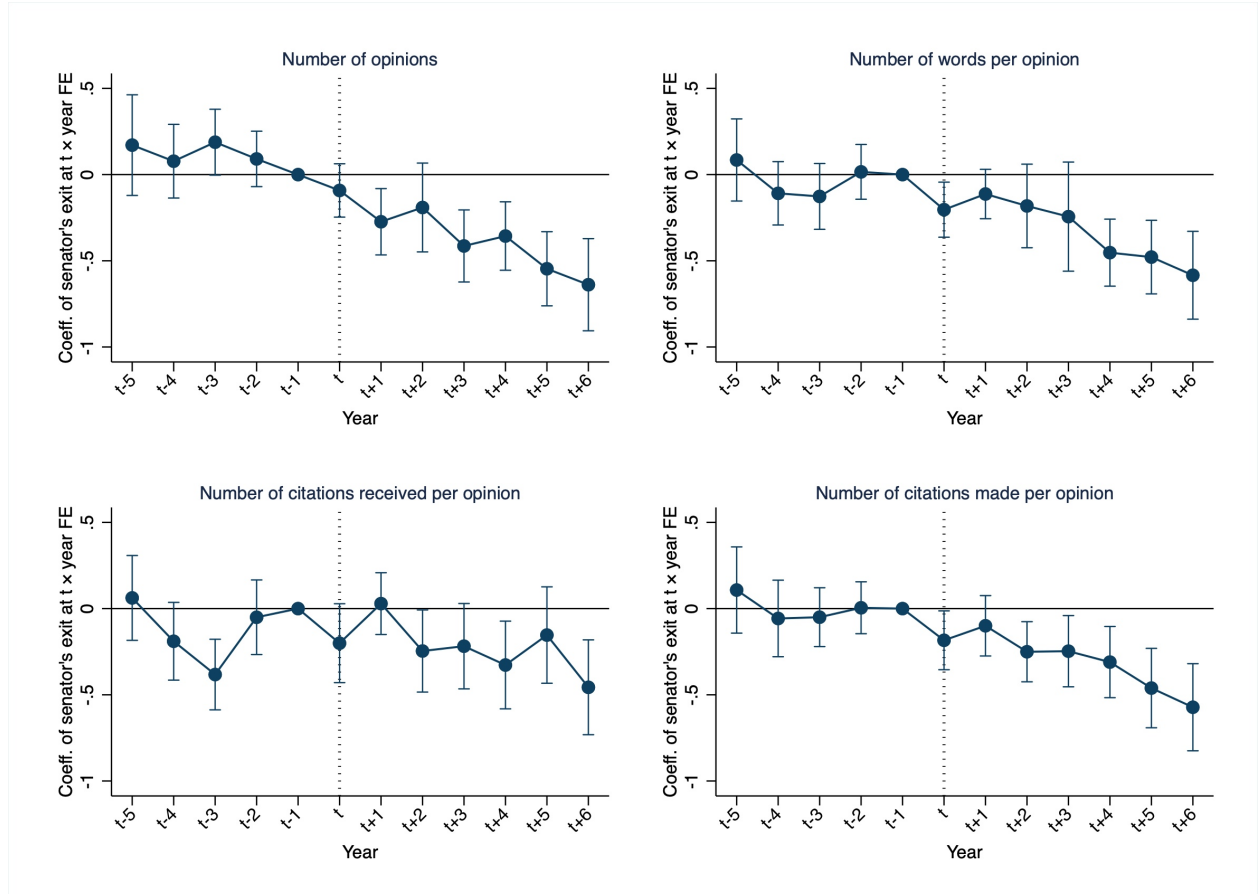 Number of opinions
Coeff. of senator's exit at t × year FE
.5
0
-.5
-1
t-5 t-4 t-3 t-2 t-1 t t+1 t+2 t+3 t+4 t+5 t+6
Year
Number of words per opinion
Coeff. of senator's exit at t × year FE
.5
0
-.5
-1
t-5 t-4 t-3 t-2 t-1 t t+1 t+2 t+3 t+4 t+5 t+6
Year
Number of citations received per opinion
Coeff. of senator's exit at t × year FE
.5
0
-.5
-1
t-5 t-4 t-3 t-2 t-1 t t+1 t+2 t+3 t+4 t+5 t+6
Year
Number of citations made per opinion
Coeff. of senator's exit at t × year FE
.5
0
-.5
-1
t-5 t-4 t-3 t-2 t-1 t t+1 t+2 t+3 t+4 t+5 t+6
Year